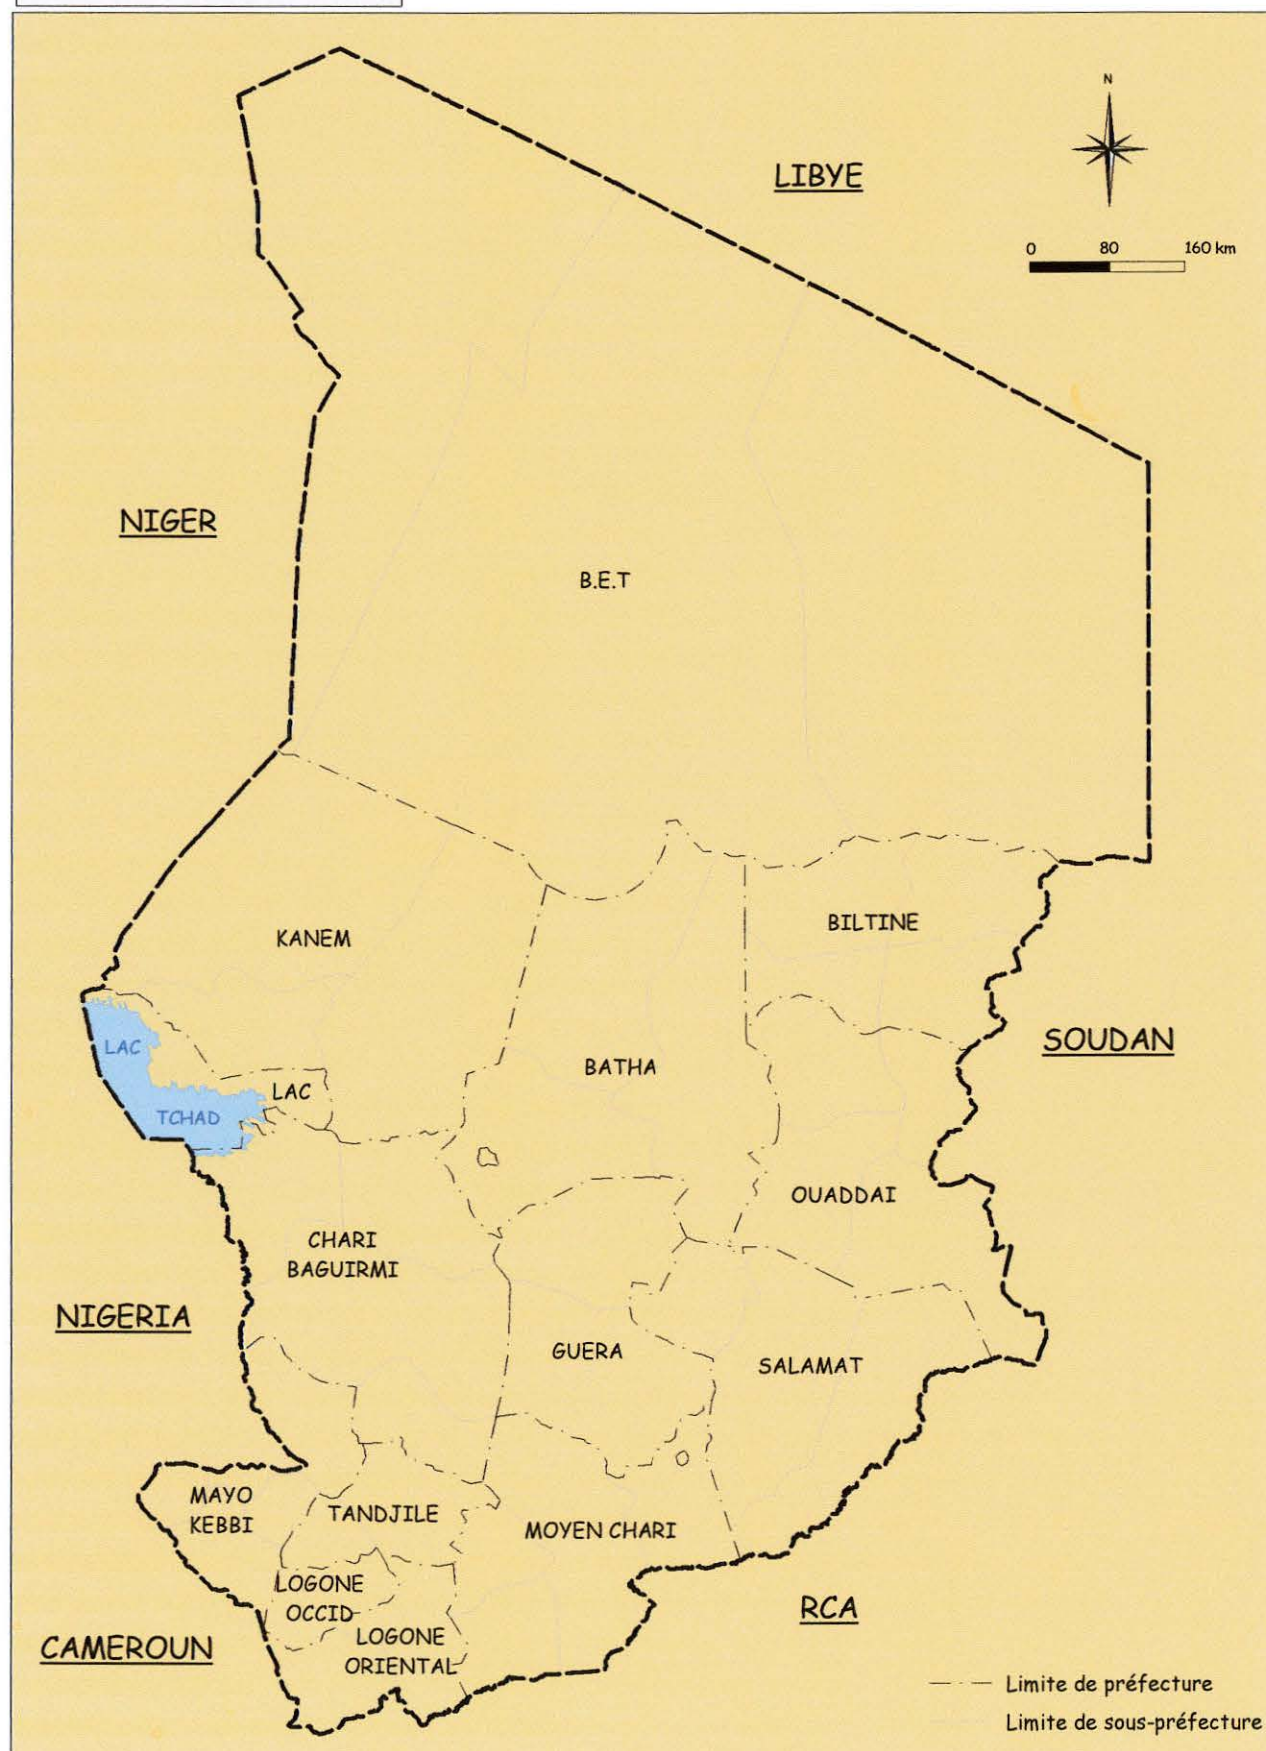 N
LIBYE
0 80 160 km
NIGER
B.E.T
KANEM
BILTINE
LAC
SOUDAN
BATHA
LAC
TCHAD
OUADDAI
CHARI
BAGUIRMI
NIGERIA
GUERA
SALAMAT
MAYO
KEBBI
TANDJILE
MOYEN CHARI
LOGONE
OCCID
RCA
LOGONE
ORIENTAL
CAMEROUN
Limite de préfecture
Limite de sous-préfecture